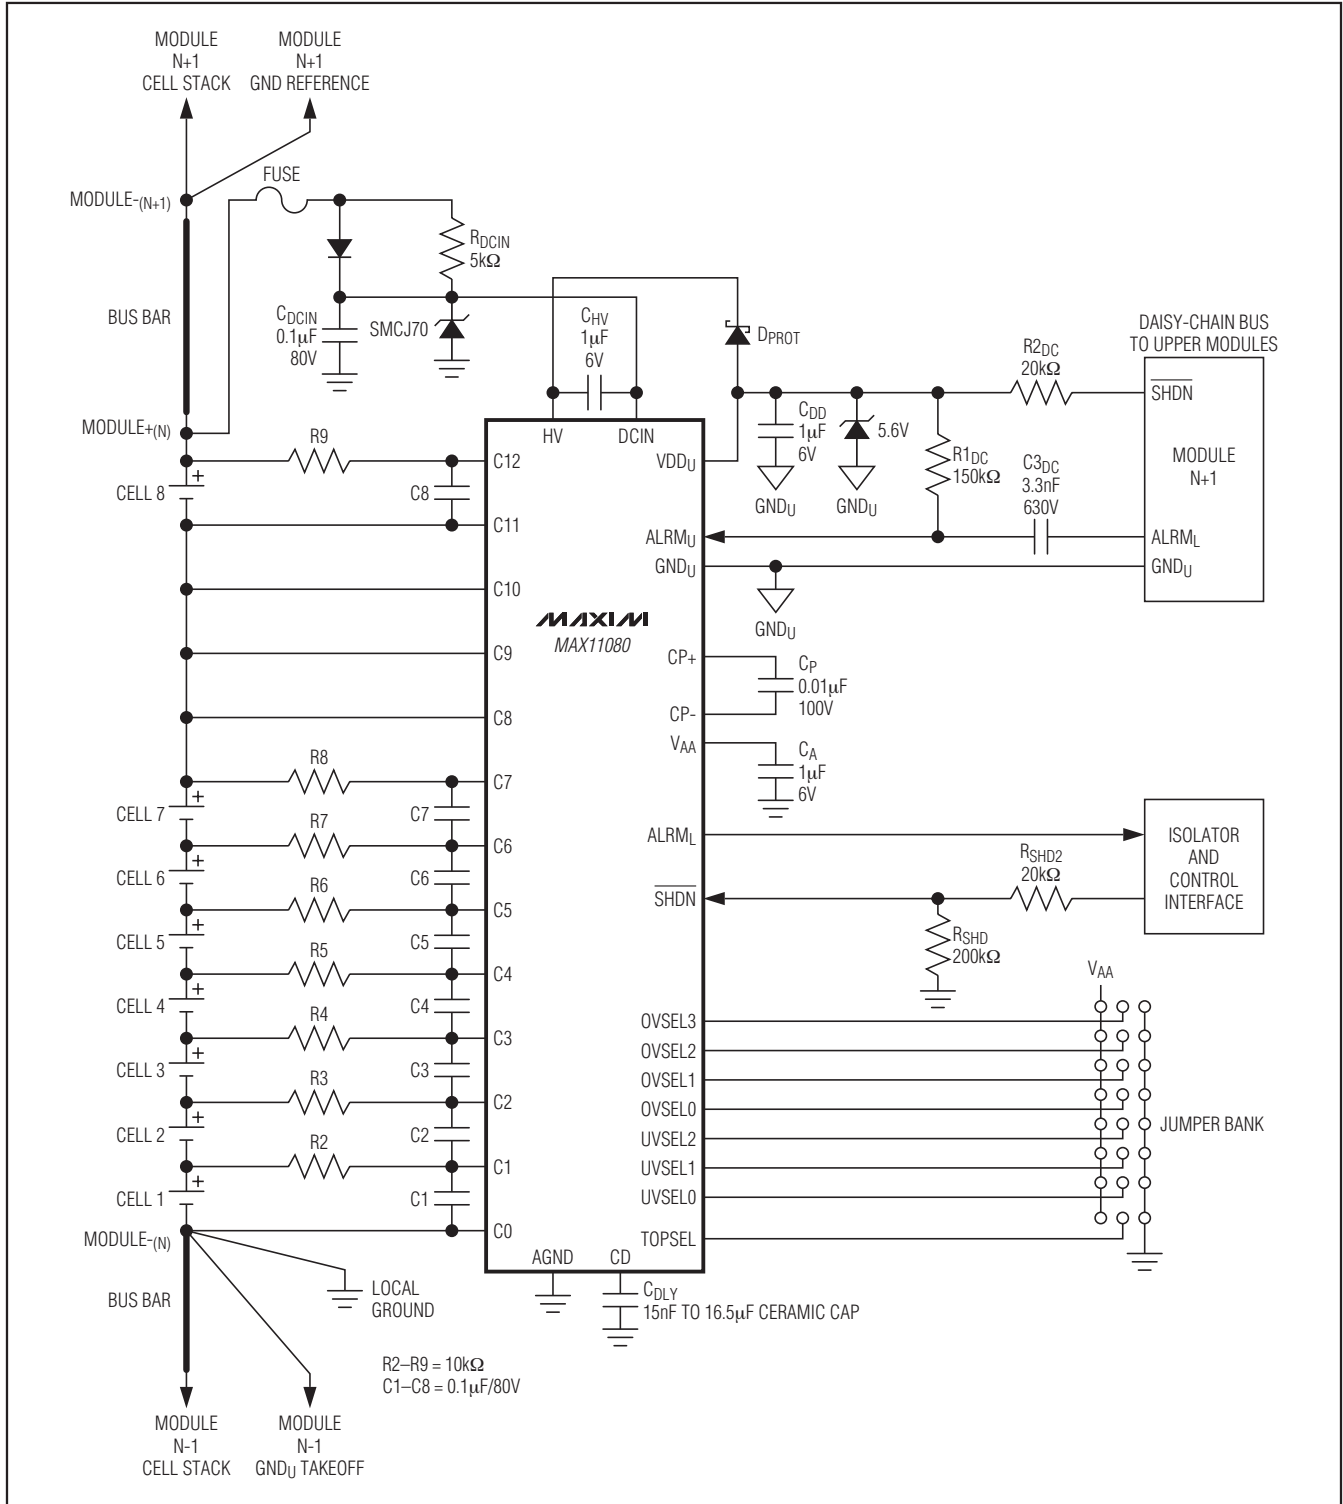 MODULE
N+1
CELL STACK
MODULE
N+1
GND REFERENCE
FUSE
MODULE-(N+1)
RDCIN
5kΩ
BUS BAR
CDCIN
0.1μF
80V
SMCJ70
CHV
1μF
6V
DPROT
DAISY-CHAIN BUS
TO UPPER MODULES
R2DC
20kΩ
SHDN
MODULE
N+1
ALRML
GNDU
CDD
1μF
6V
GNDU
5.6V
GNDU
R1DC
150kΩ
C3DC
3.3nF
630V
MODULE+(N)
HV
DCIN
VDDU
R9
C12
+
CELL 8
C8
C11
ALRMU
GNDU
C10
GNDU
MAXIM
MAX11080
C9
CP+
CP
0.01μF
100V
CP-
C8
VAA
CA
1μF
6V
R8
C7
+
CELL 7
C7
R7
C6
ALRML
ISOLATOR
AND
CONTROL
INTERFACE
+
CELL 6
C6
RSHD2
20kΩ
SHDN
R6
C5
+
CELL 5
C5
RSHD
200kΩ
R5
C4
VAA
+
CELL 4
C4
R4
C3
OVSEL3
OVSEL2
OVSEL1
OVSEL0
UVSEL2
UVSEL1
UVSEL0
TOPSEL
JUMPER BANK
+
CELL 3
C3
R3
C2
+
CELL 2
C2
R2
C1
+
CELL 1
C1
C0
MODULE-(N)
AGND
CD
BUS BAR
LOCAL
GROUND
CDLY
15nF TO 16.5μF CERAMIC CAP
R2–R9 = 10kΩ
C1–C8 = 0.1μF/80V
MODULE
N-1
CELL STACK
MODULE
N-1
GNDU TAKEOFF